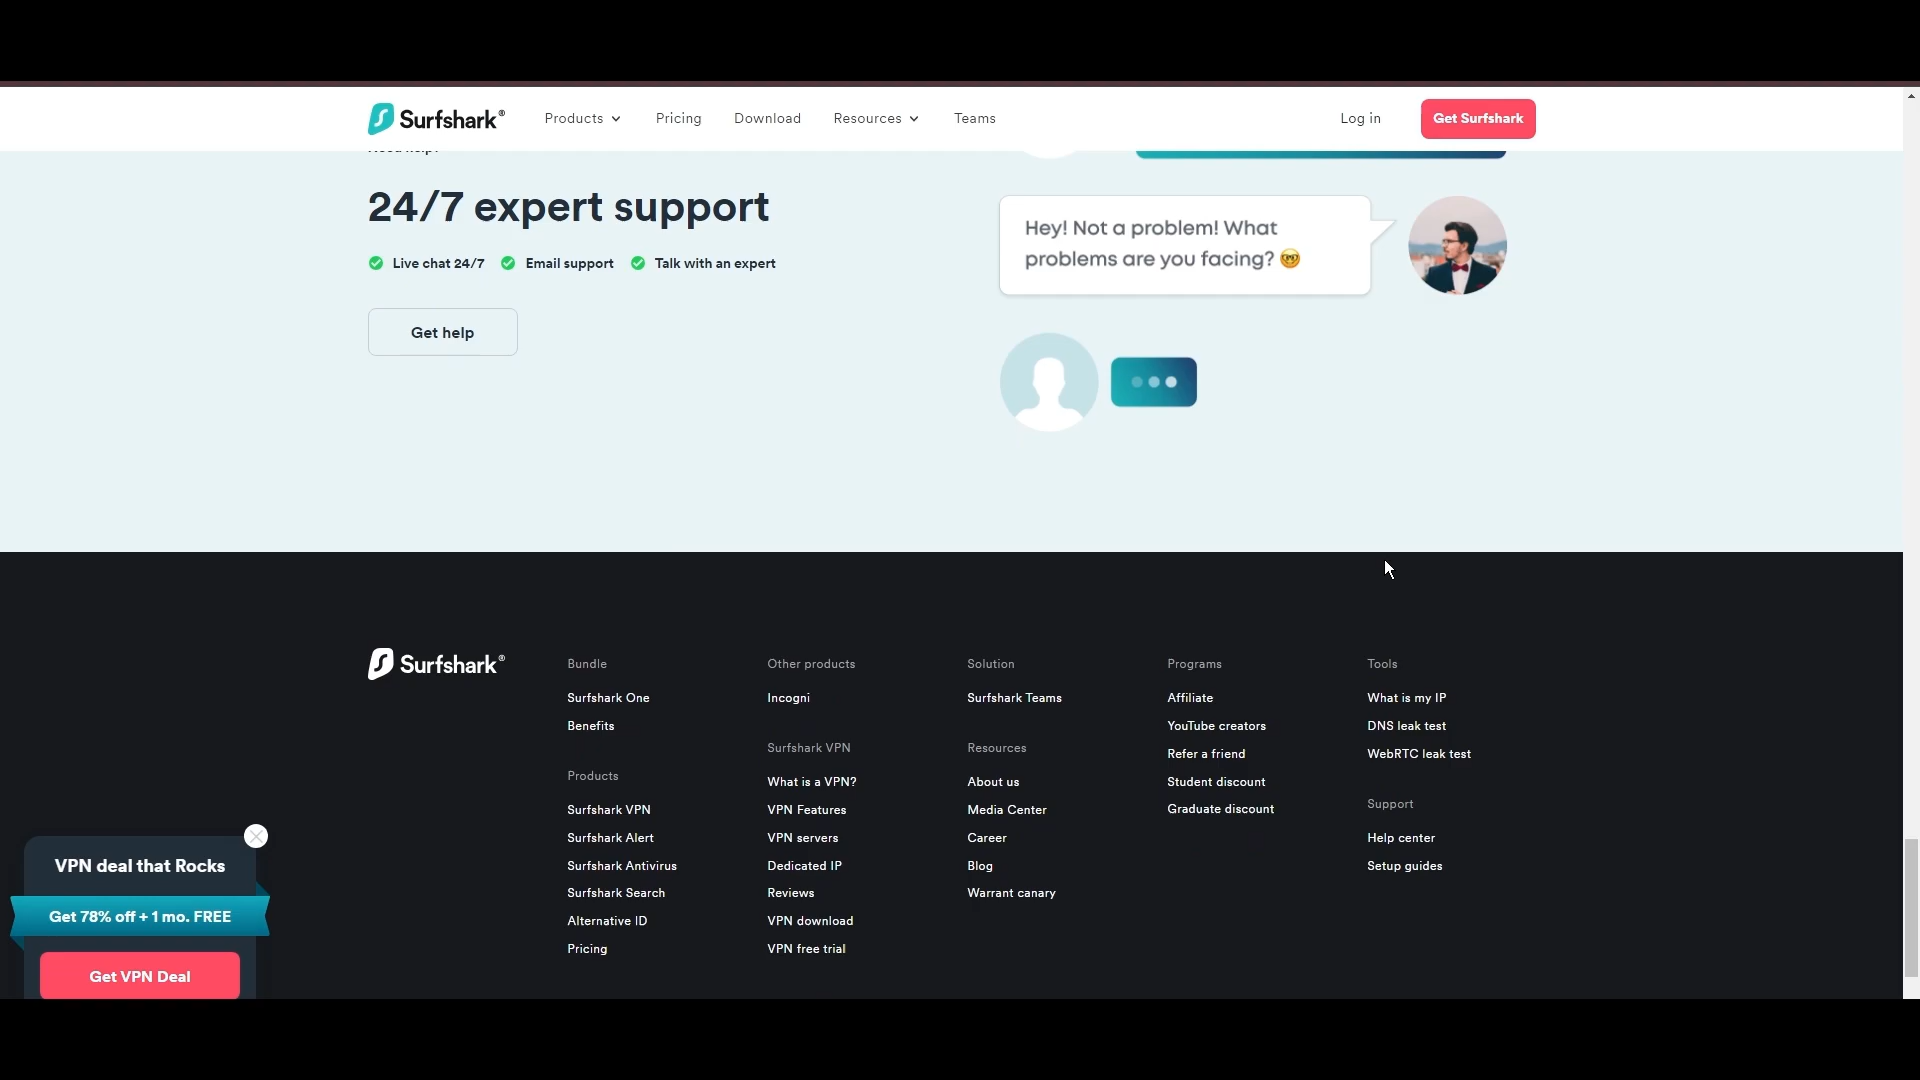 Surfshark®
Products
Pricing
Download
Resources
Teams
Log in
Get Surfshark
Need help?
24/7 expert support
Live chat 24/7
Email support
Talk with an expert
Get help
Hey! Not a problem! What
problems are you facing? 🤓
Surfshark®
Bundle
Surfshark One
Benefits
Products
Surfshark VPN
Surfshark Alert
Surfshark Antivirus
Surfshark Search
Alternative ID
Pricing
Other products
Incogni
Surfshark VPN
What is a VPN?
VPN Features
VPN servers
Dedicated IP
Reviews
VPN download
VPN free trial
Solution
Surfshark Teams
Resources
About us
Media Center
Career
Blog
Warrant canary
Programs
Affiliate
YouTube creators
Refer a friend
Student discount
Graduate discount
Tools
What is my IP
DNS leak test
WebRTC leak test
Support
Help center
Setup guides
VPN deal that Rocks
Get 78% off + 1 mo. FREE
Get VPN Deal